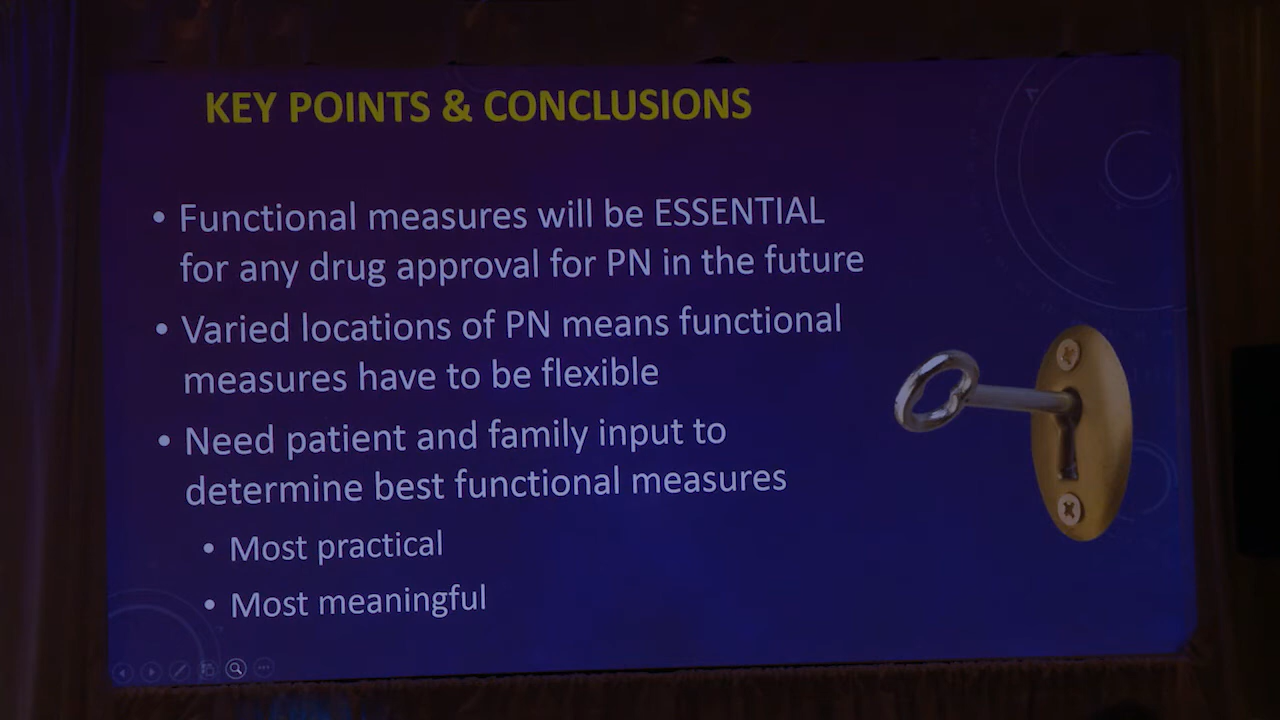 KEY POINTS & CONCLUSIONS
• Functional measures will be ESSENTIAL
for any drug approval for PN in the future
• Varied locations of PN means functional
measures have to be flexible
• Need patient and family input to
determine best functional measures
• Most practical
• Most meaningful